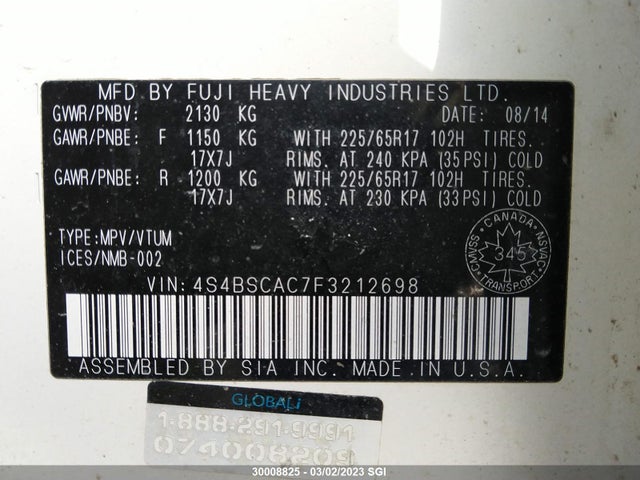 MFD BY FUJI HEAVY INDUSTRIES LTD.
GVWR/PNBV: 2130 KG DATE: 08/14
GAWR/PNBE: F 1150 KG WITH 225/65R17 102H TIRES.
17X7J RIMS. AT 240 KPA (35PSI) COLD
GAWR/PNBE: R 1200 KG WITH 225/65R17 102H TIRES.
17X7J RIMS. AT 230 KPA (33PSI) COLD
TYPE:MPV/VTUM
ICES/NMB-002
CANADA
CMVSS NSVAC
345
TRANSPORT
VIN: 4S4BSCAC7F3212698
ASSEMBLED BY SIA INC. MADE IN U.S.A.
GLOBALi
1-888-291-9991
074008209
30008825 - 03/02/2023 SGI